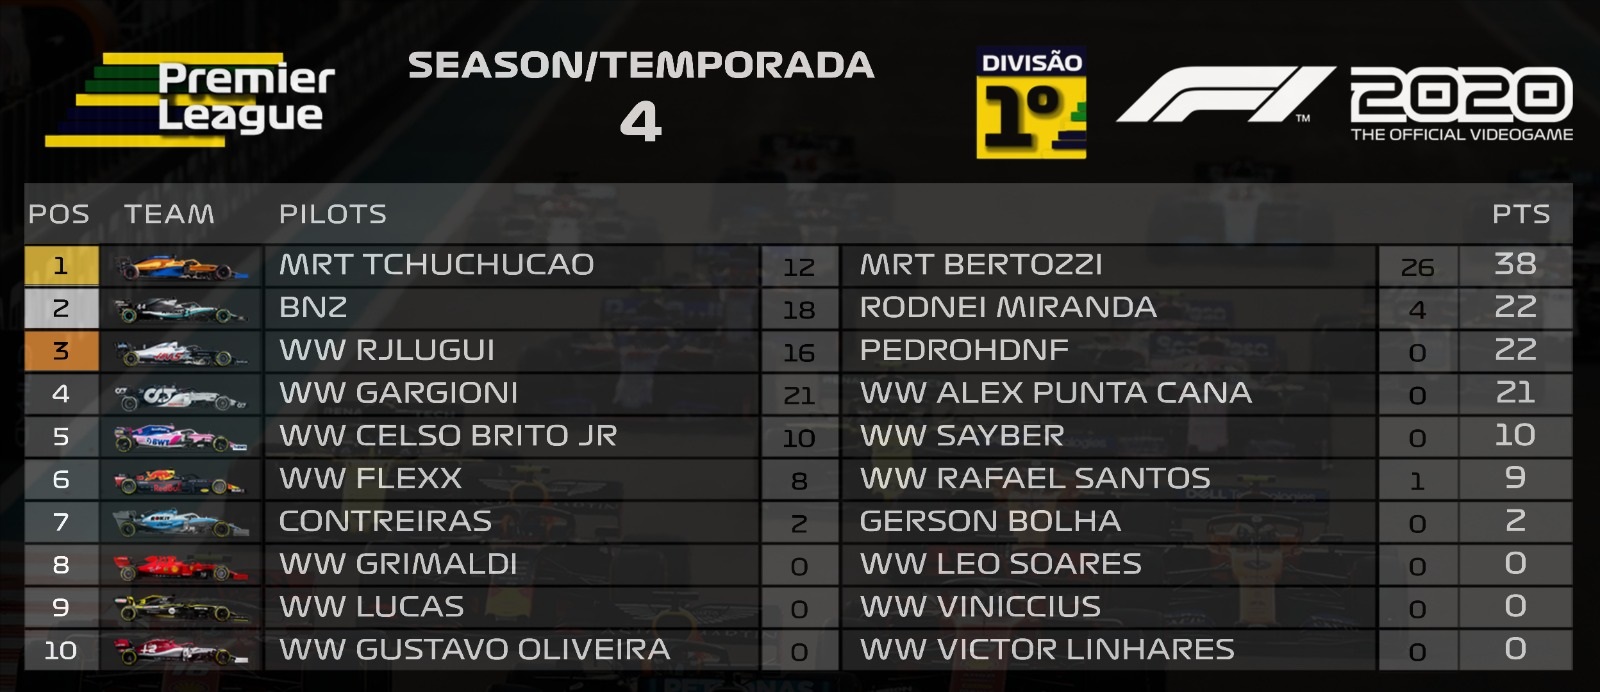 Premier
League
SEASON/TEMPORADA
4
DIVISÃO
1º
F1™ 2020
THE OFFICIAL VIDEOGAME
POS TEAM PILOTS PTS
1 MRT TCHUCHUCAO 12 MRT BERTOZZI 26 38
2 BNZ 18 RODNEI MIRANDA 4 22
3 WW RJLUGUI 16 PEDROHDNF 0 22
4 WW GARGIONI 21 WW ALEX PUNTA CANA 0 21
5 WW CELSO BRITO JR 10 WW SAYBER 0 10
6 WW FLEXX 8 WW RAFAEL SANTOS 1 9
7 CONTREIRAS 2 GERSON BOLHA 0 2
8 WW GRIMALDI 0 WW LEO SOARES 0 0
9 WW LUCAS 0 WW VINICCIUS 0 0
10 WW GUSTAVO OLIVEIRA 0 WW VICTOR LINHARES 0 0